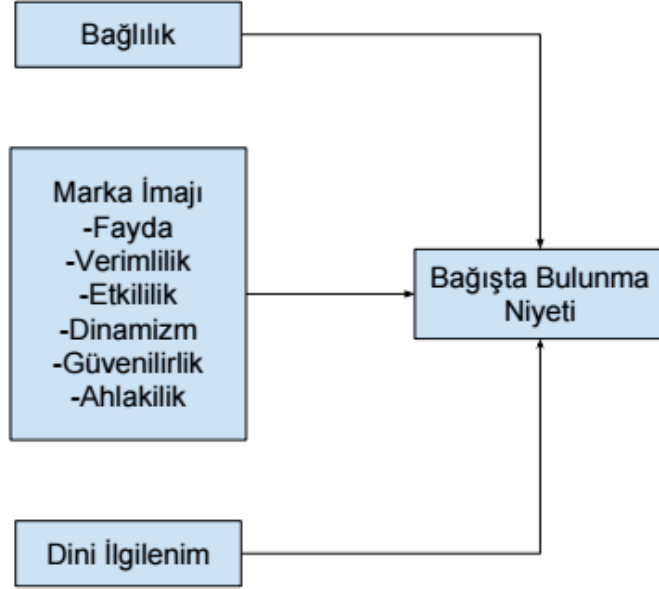 Bağlılık
Marka İmajı
-Fayda
-Verimlilik
-Etkililik
-Dinamizm
-Güvenilirlik
-Ahlakilik
Bağışta Bulunma
Niyeti
Dini İlgilenim